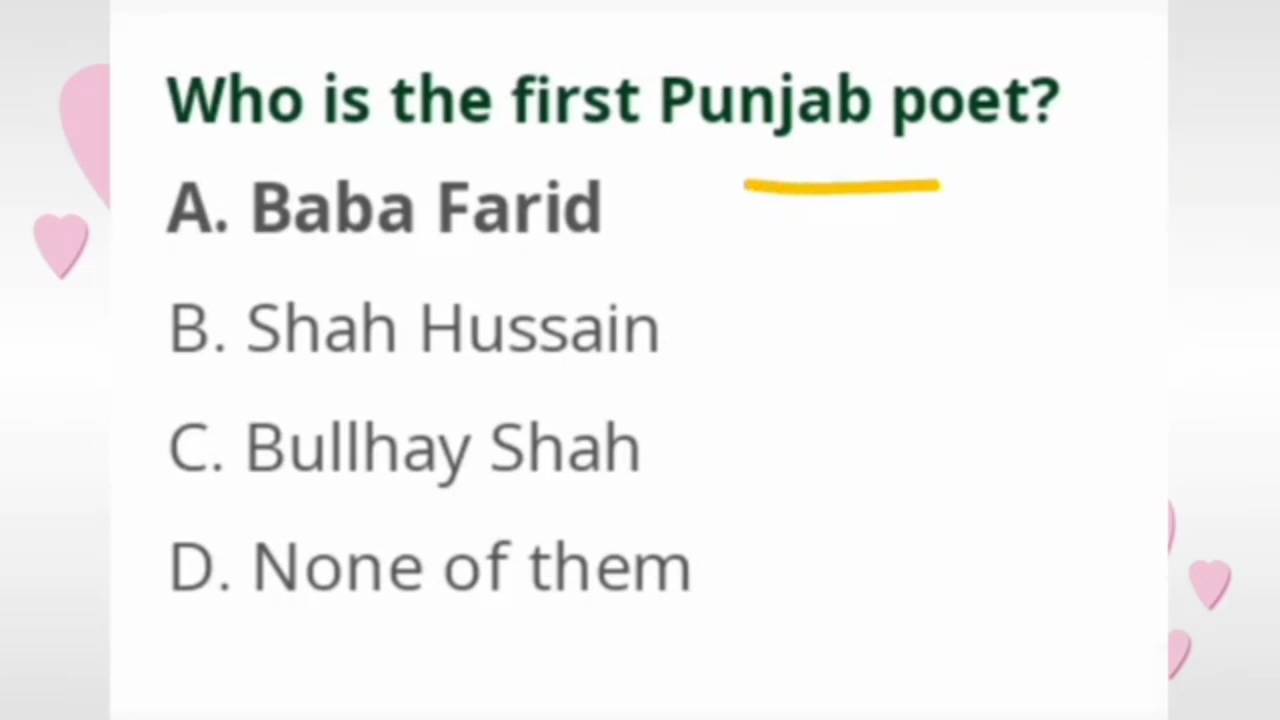 Who is the first Punjab poet?
A. Baba Farid
B. Shah Hussain
C. Bullhay Shah
D. None of them